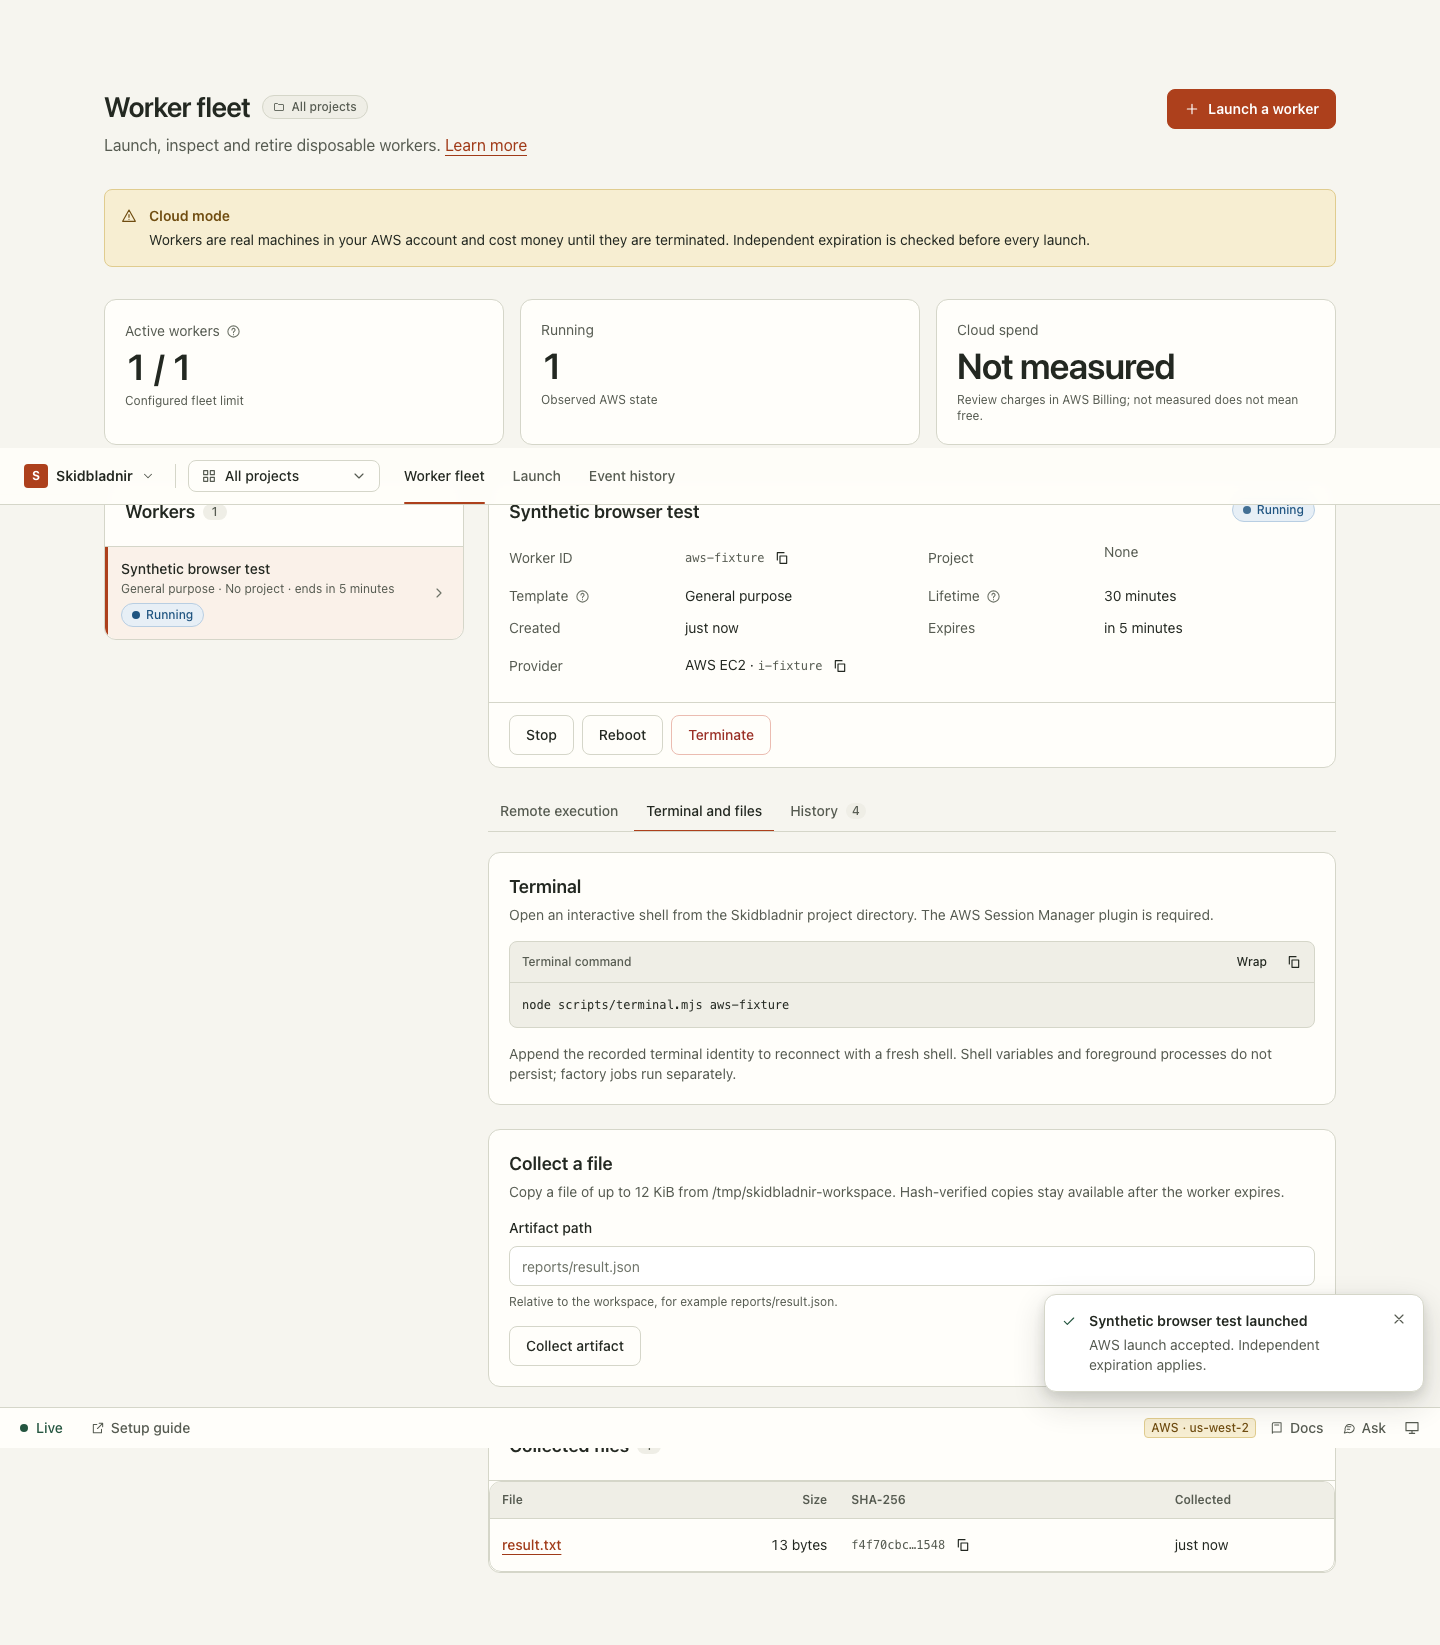 Worker fleet
All projects
Launch a worker
Launch, inspect and retire disposable workers. Learn more
Cloud mode
Workers are real machines in your AWS account and cost money until they are terminated. Independent expiration is checked before every launch.
Active workers
1 / 1
Configured fleet limit
Running
1
Observed AWS state
Cloud spend
Not measured
Review charges in AWS Billing; not measured does not mean
free.
S
Skidbladnir
All projects
Worker fleet
Launch
Event history
Workers 1
Synthetic browser test
General purpose · No project · ends in 5 minutes
Running
Synthetic browser test
Running
Worker ID
aws-fixture
Project
None
Template
General purpose
Lifetime
30 minutes
Created
just now
Expires
in 5 minutes
Provider
AWS EC2 · i-fixture
Stop
Reboot
Terminate
Remote execution
Terminal and files
History 4
Terminal
Open an interactive shell from the Skidbladnir project directory. The AWS Session Manager plugin is required.
Terminal command
Wrap
node scripts/terminal.mjs aws-fixture
Append the recorded terminal identity to reconnect with a fresh shell. Shell variables and foreground processes do not
persist; factory jobs run separately.
Collect a file
Copy a file of up to 12 KiB from /tmp/skidbladnir-workspace. Hash-verified copies stay available after the worker expires.
Artifact path
reports/result.json
Relative to the workspace, for example reports/result.json.
Collect artifact
Synthetic browser test launched
AWS launch accepted. Independent
expiration applies.
Live
Setup guide
AWS · us-west-2
Docs
Ask
Collected files
File
Size
SHA-256
Collected
result.txt
13 bytes
f4f70cbc…1548
just now